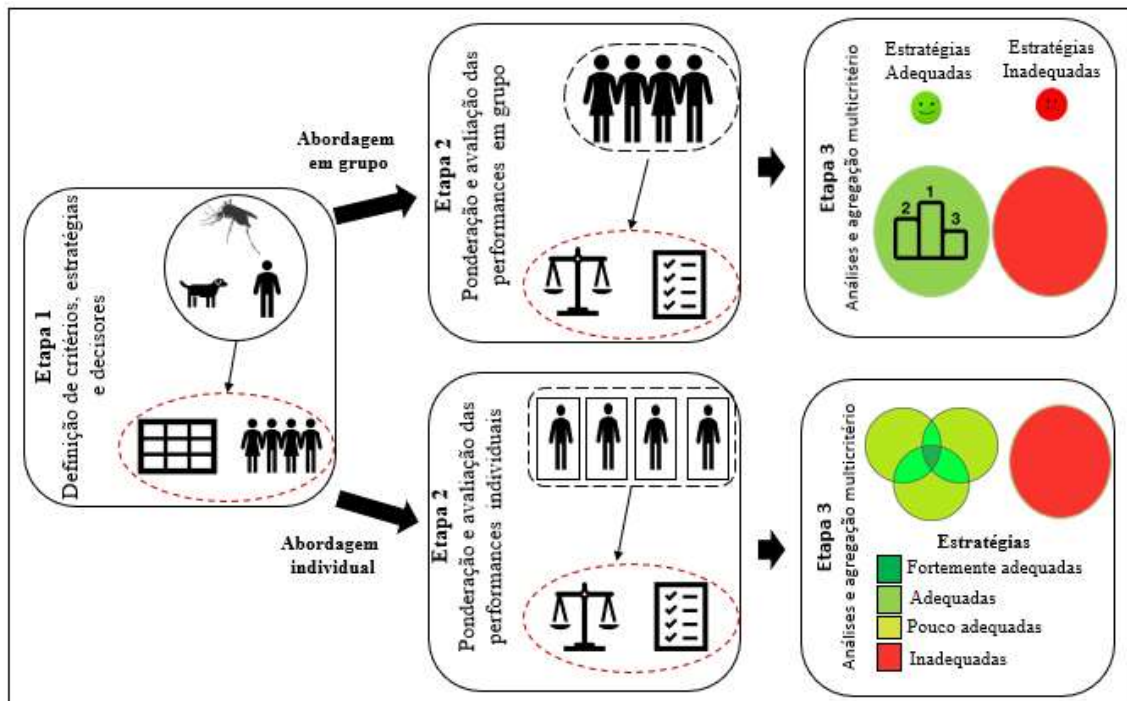 Etapa 1
Definição de critérios, estratégias
e decisores
Abordagem
em grupo
Abordagem
individual
Etapa 2
Ponderação e avaliação das
performances em grupo
Etapa 3
Análises e agregação multicritério
Estratégias
Adequadas
Estratégias
Inadequadas
1
2
3
Etapa 2
Ponderação e avaliação das
performances individuais
Etapa 3
Análises e agregação multicritério
Estratégias
Fortemente adequadas
Adequadas
Pouco adequadas
Inadequadas